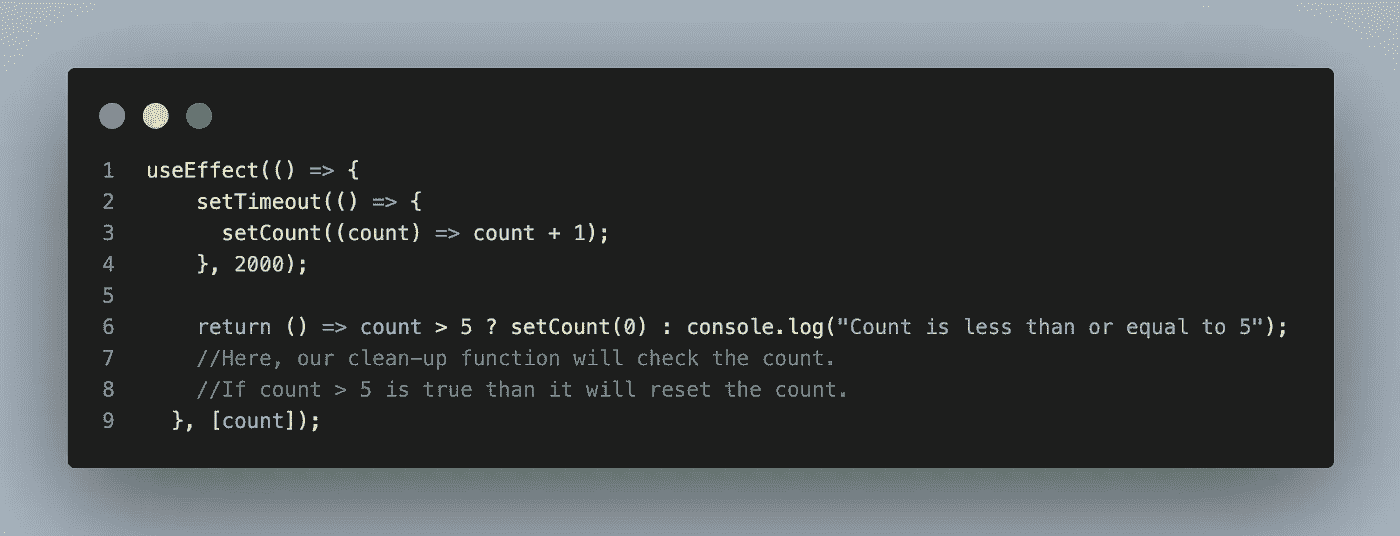 1 useEffect(() => {
2 setTimeout(() => {
3 setCount((count) => count + 1);
4 }, 2000);
5
6 return () => count > 5 ? setCount(0) : console.log("Count is less than or equal to 5");
7 //Here, our clean-up function will check the count.
8 //If count > 5 is true than it will reset the count.
9 }, [count]);